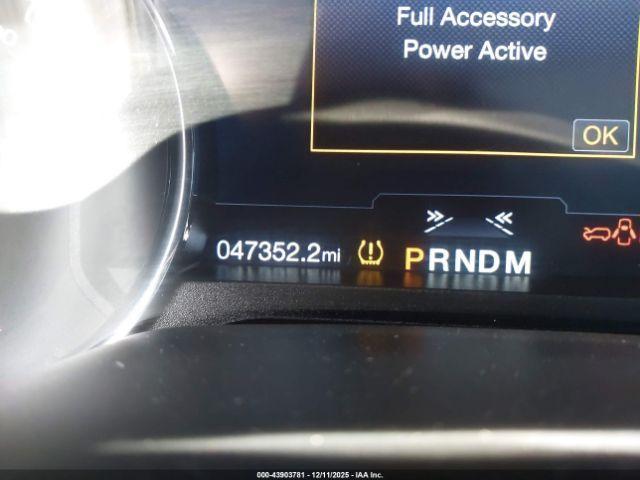 Full Accessory
Power Active
OK
047352.2mi
PRNDM
000-43903781 - 12/11/2025 - IAA Inc.